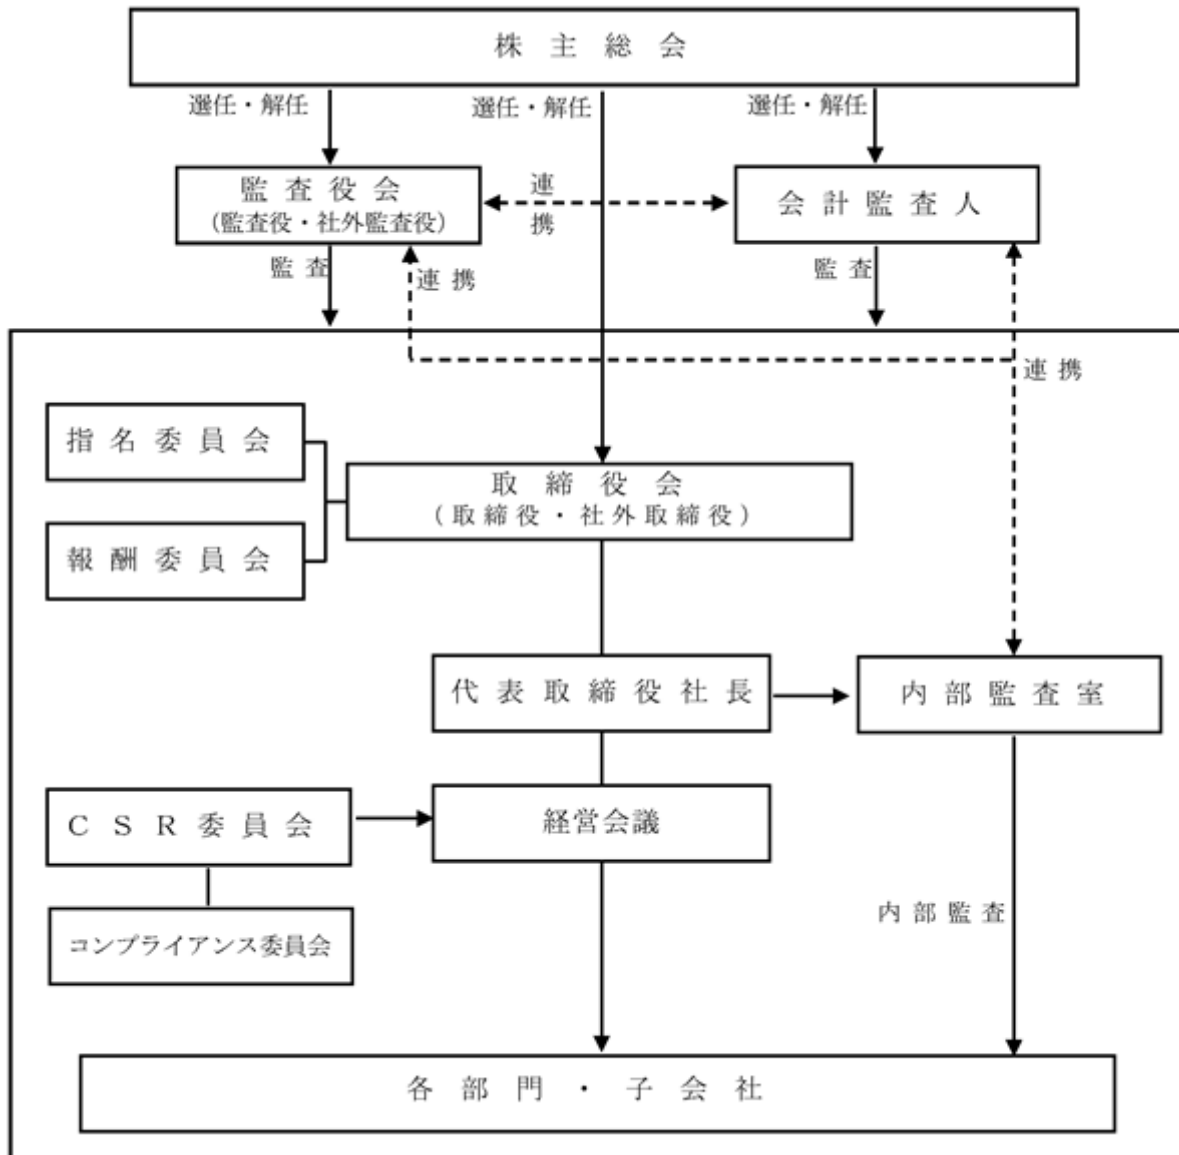 株主総会
選任・解任
選任・解任
選任・解任
監査役会
(監査役・社外監査役)
連
携
会計監査人
監査
連携
監査
連携
指名委員会
取締役会
(取締役・社外取締役)
報酬委員会
代表取締役社長
内部監査室
CSR委員会
経営会議
内部監査
コンプライアンス委員会
各部門・子会社